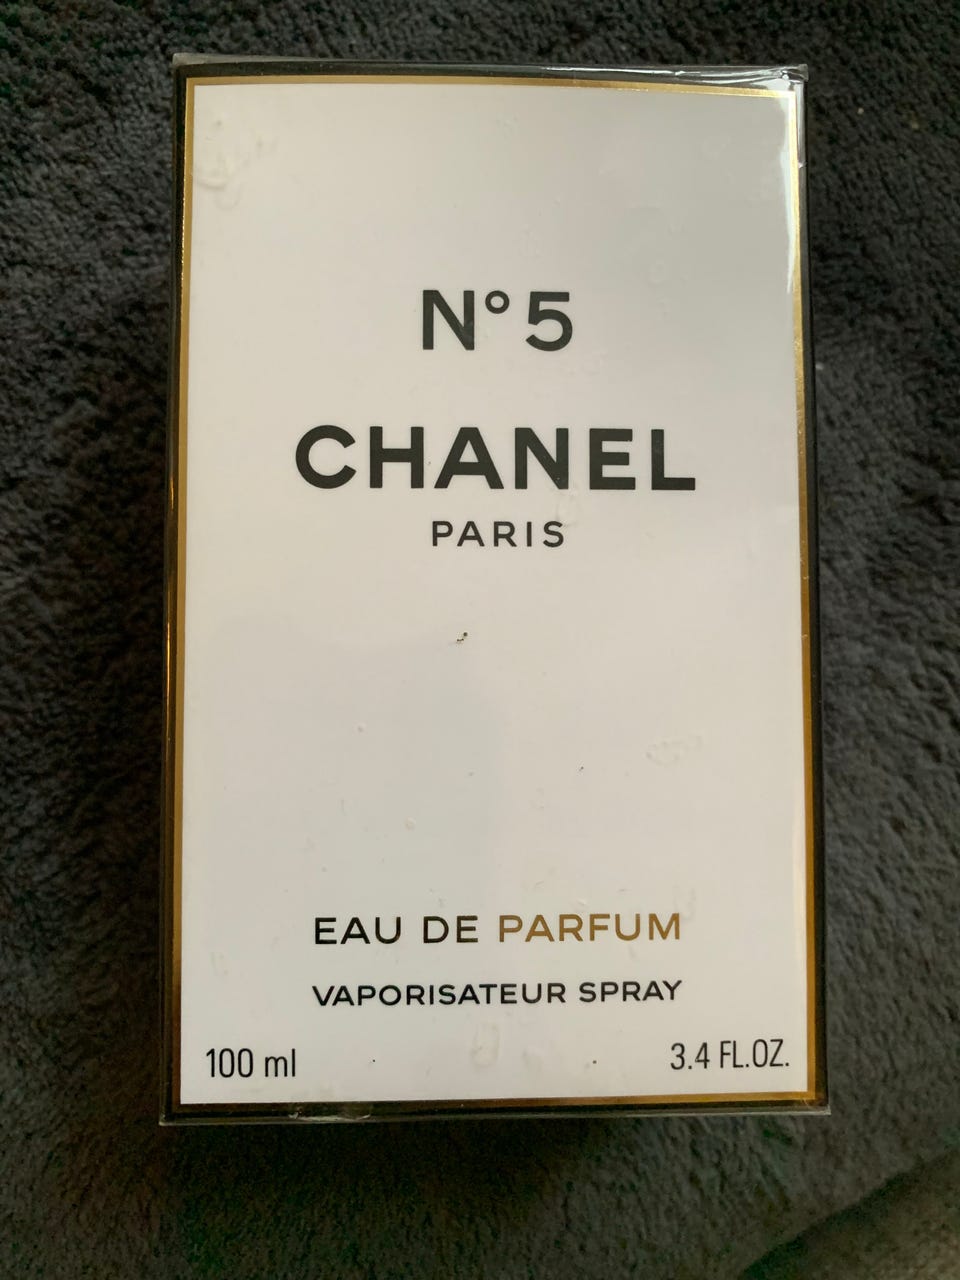 N°5
CHANEL
PARIS
EAU DE PARFUM
VAPORISATEUR SPRAY
100 ml 3.4 FL.OZ.